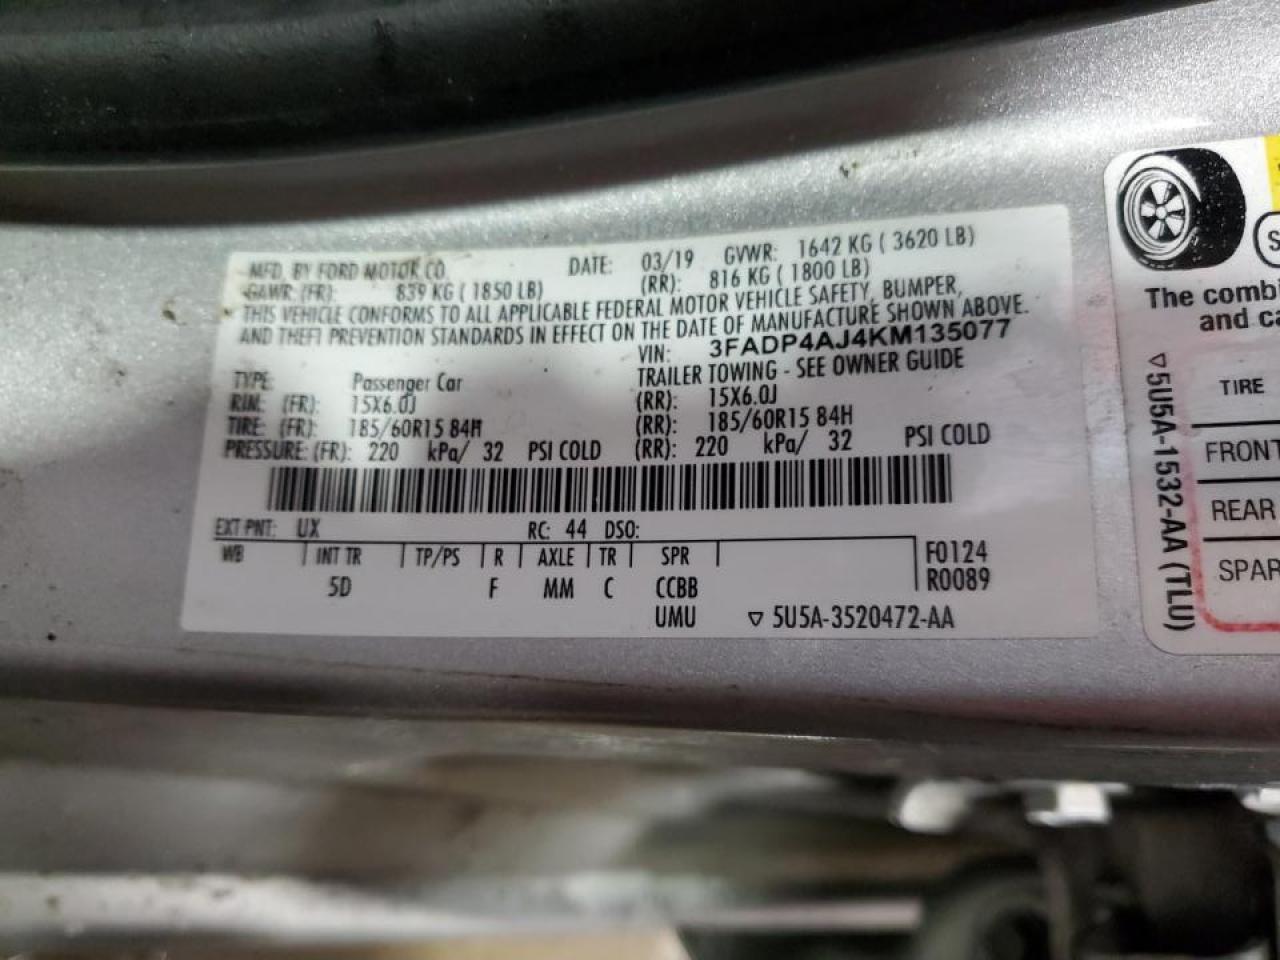 MFD. BY FORD MOTOR CO. DATE: 03/19 GVWR: 1642 KG ( 3620 LB)
GAWR: (FR): 839 KG ( 1850 LB) (RR): 816 KG ( 1800 LB)
THIS VEHICLE CONFORMS TO ALL APPLICABLE FEDERAL MOTOR VEHICLE SAFETY, BUMPER,
AND THEFT PREVENTION STANDARDS IN EFFECT ON THE DATE OF MANUFACTURE SHOWN ABOVE.
VIN: 3FADP4AJ4KM135077
TYPE: Passenger Car TRAILER TOWING - SEE OWNER GUIDE
RIM: (FR): 15X6.0J (RR): 15X6.0J
TIRE: (FR): 185/60R15 84H (RR): 185/60R15 84H
PRESSURE: (FR): 220 kPa/ 32 PSI COLD (RR): 220 kPa/ 32 PSI COLD
EXT PNT: UX RC: 44 DSO:
WB INT TR TP/PS R AXLE TR SPR F0124
5D F MM C CCBB R0089
UMU ▽ 5U5A-3520472-AA
The combi
and ca
▽5U5A-1532-AA (TLU)
TIRE
FRONT
REAR
SPAR